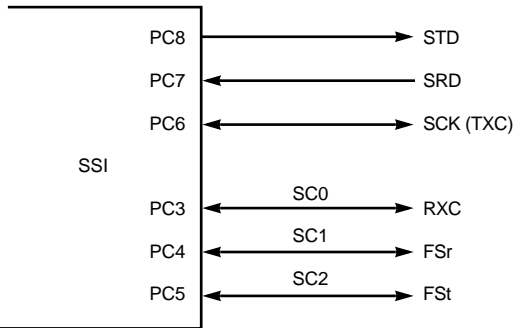 PC8 STD
PC7 SRD
PC6 SCK (TXC)
SSI
SC0
PC3 RXC
SC1
PC4 FSr
SC2
PC5 FSt